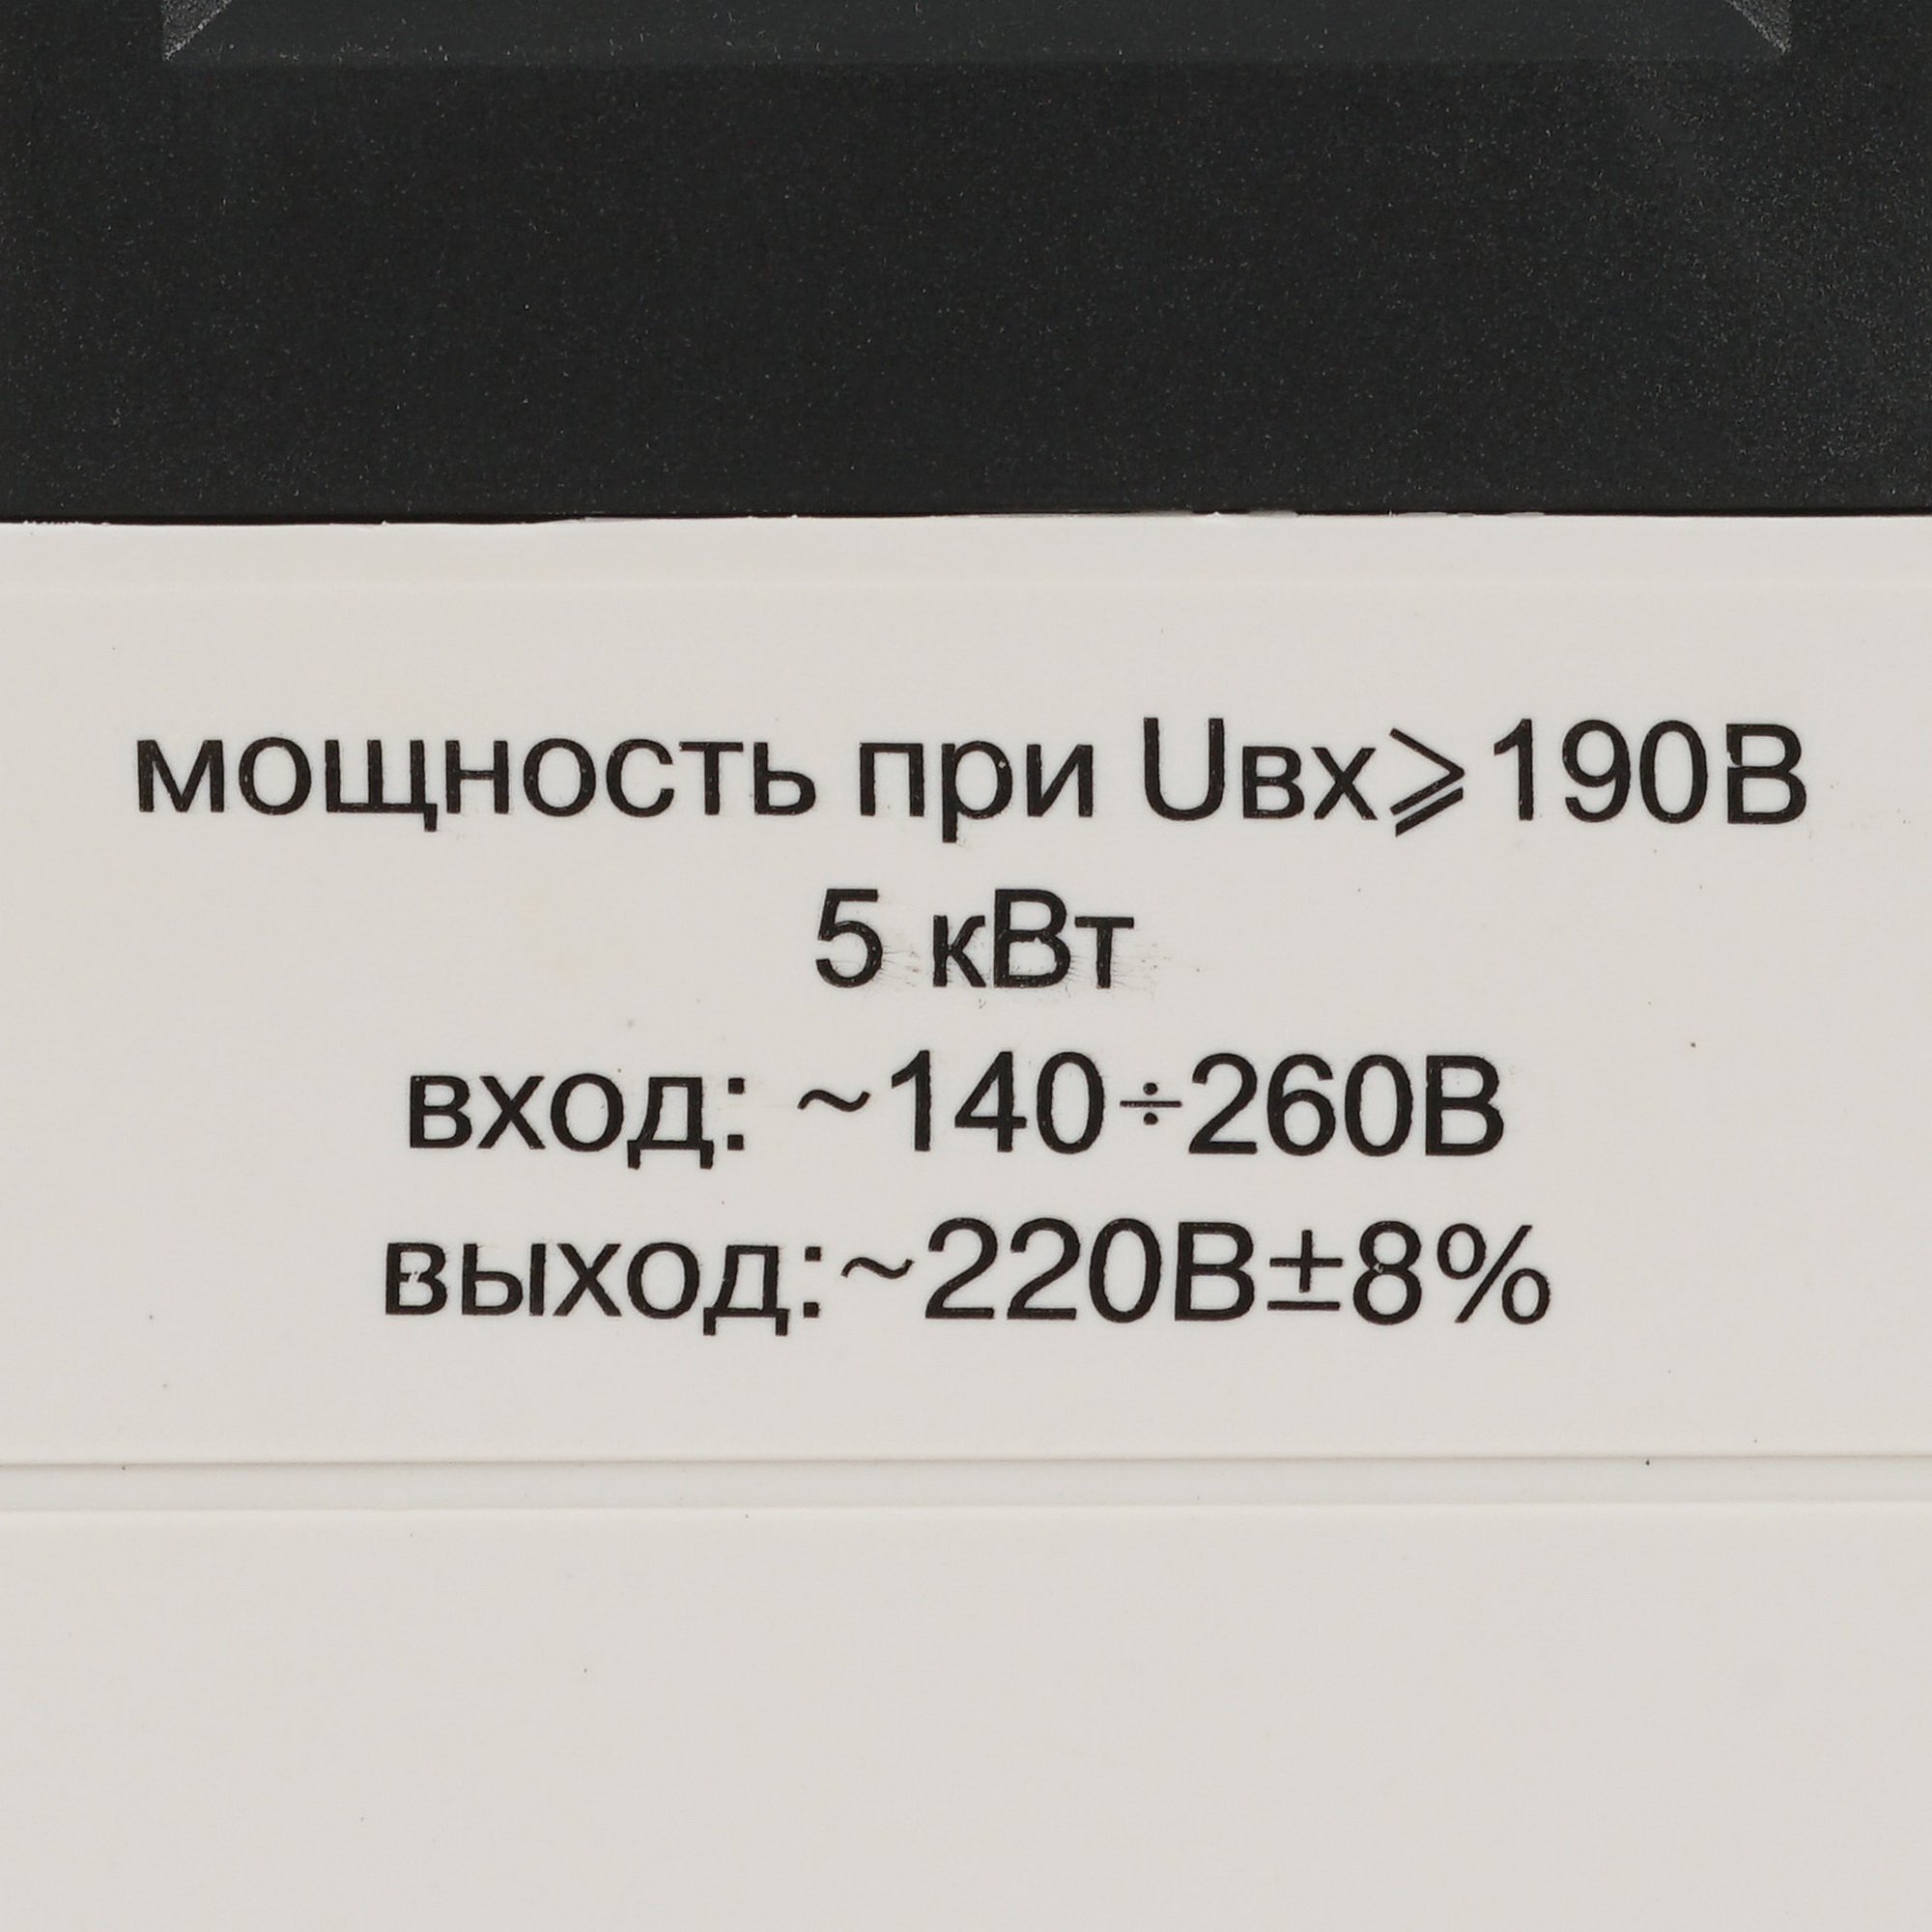 мощность при Uвх⩾190В
5 кВт
вход: ~140÷260В
выход:~220В±8%